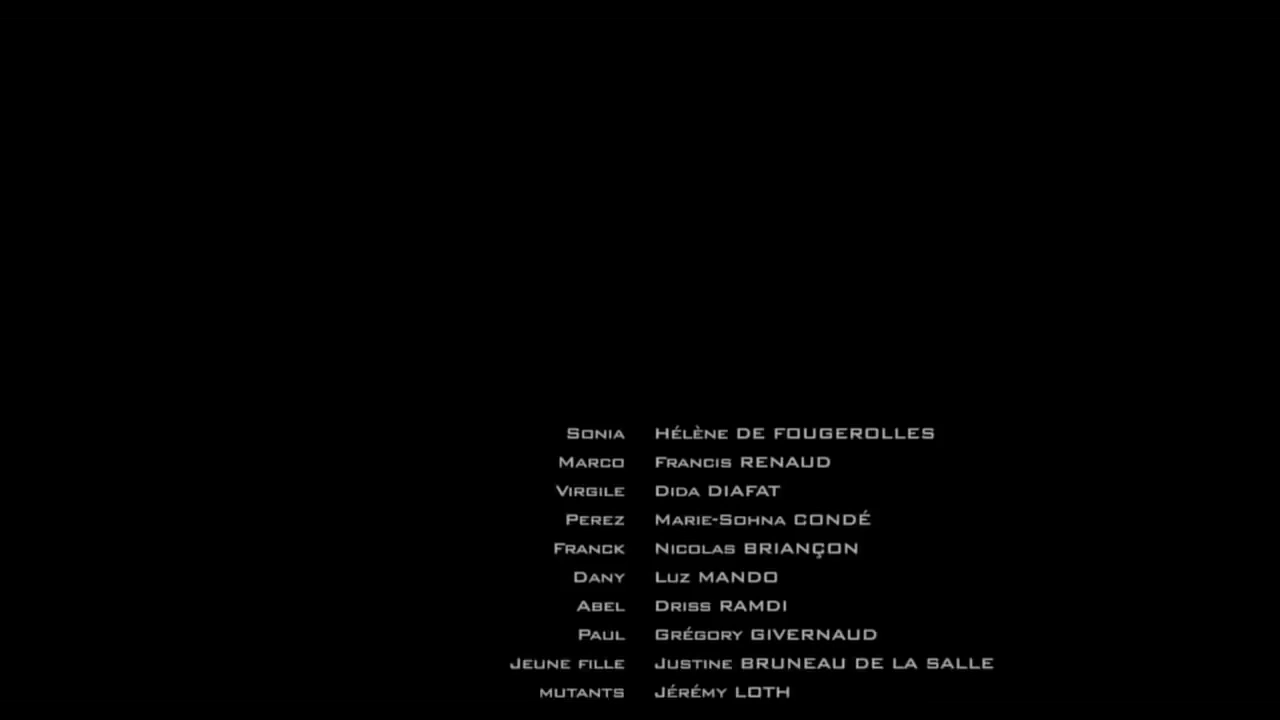 Sonia Hélène DE FOUGEROLLES
Marco Francis RENAUD
Virgile Dida DIAFAT
Perez Marie-Sohna CONDÉ
Franck Nicolas BRIANÇON
Dany Luz MANDO
Abel Driss RAMDI
Paul Grégory GIVERNAUD
Jeune fille Justine BRUNEAU DE LA SALLE
mutants Jérémy LOTH